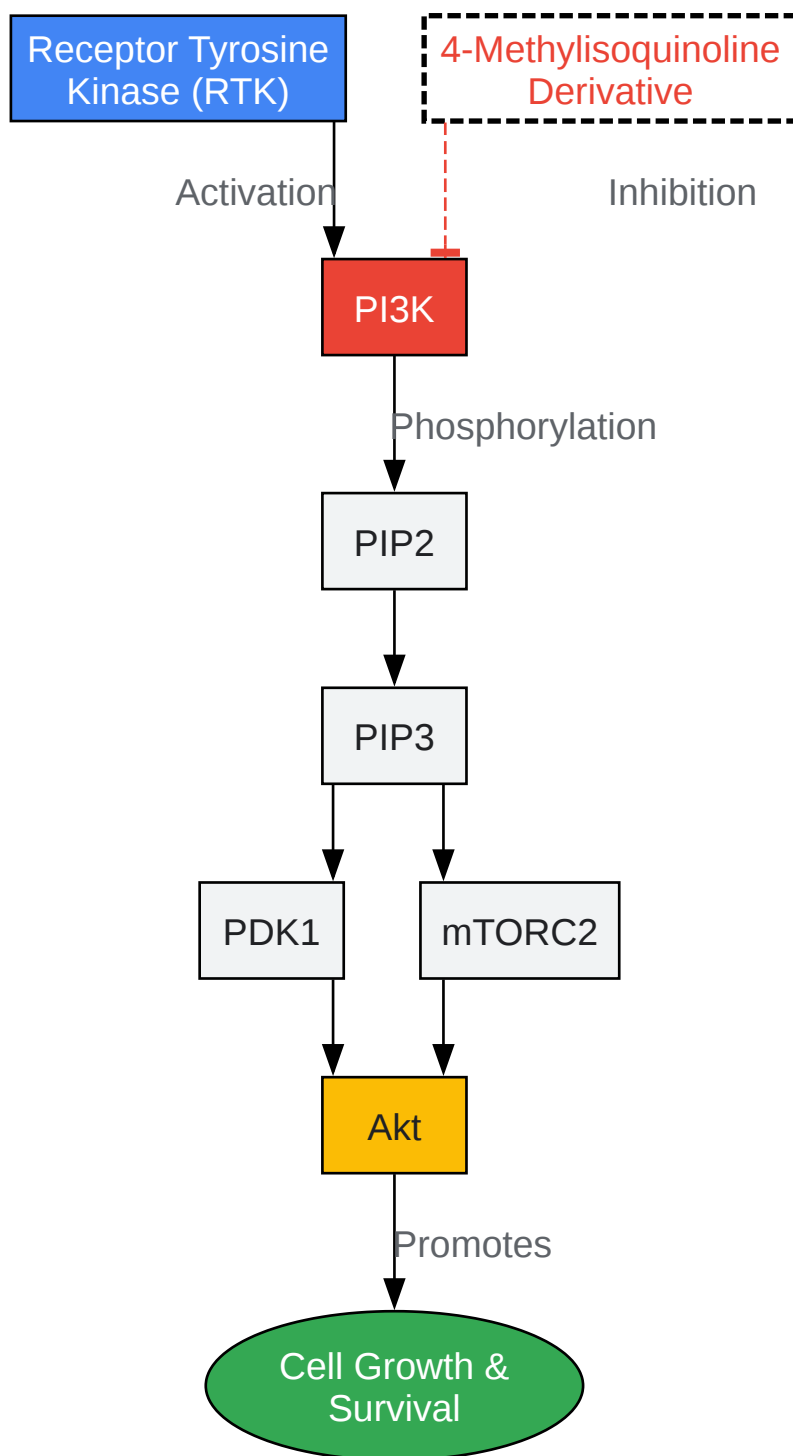 Receptor Tyrosine
Kinase (RTK)
4-Methylisoquinoline
Derivative
Activation
Inhibition
PI3K
Phosphorylation
PIP2
PIP3
PDK1
mTORC2
Akt
Promotes
Cell Growth &
Survival